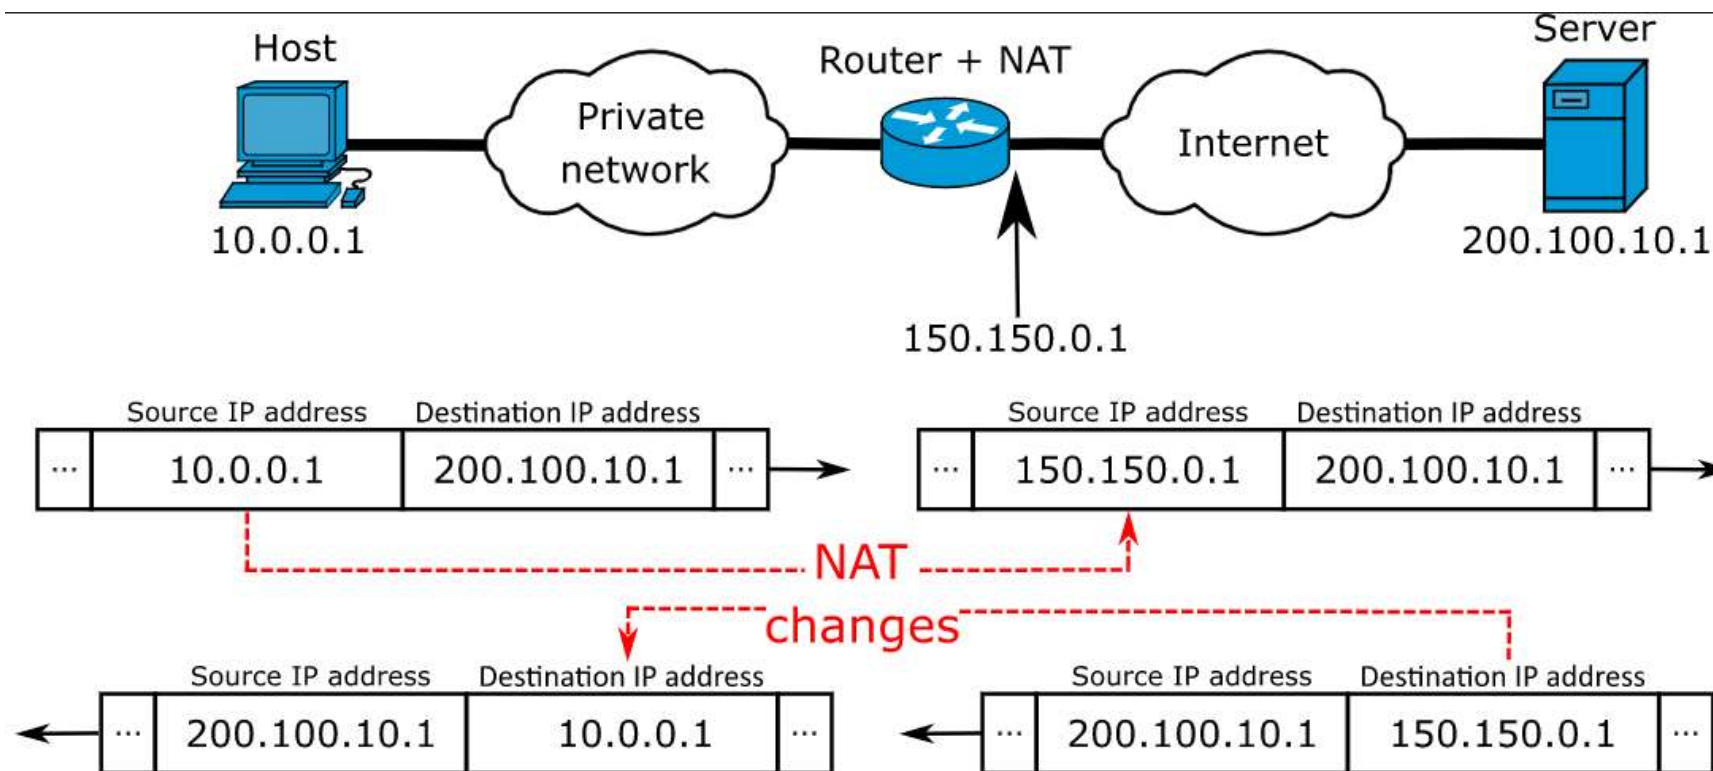 Host
Router + NAT
Server
Private
network
Internet
10.0.0.1
200.100.10.1
150.150.0.1
Source IP address Destination IP address
Source IP address Destination IP address
... 10.0.0.1 200.100.10.1 ...
... 150.150.0.1 200.100.10.1 ...
NAT
changes
Source IP address Destination IP address
Source IP address Destination IP address
... 200.100.10.1 10.0.0.1 ...
... 200.100.10.1 150.150.0.1 ...